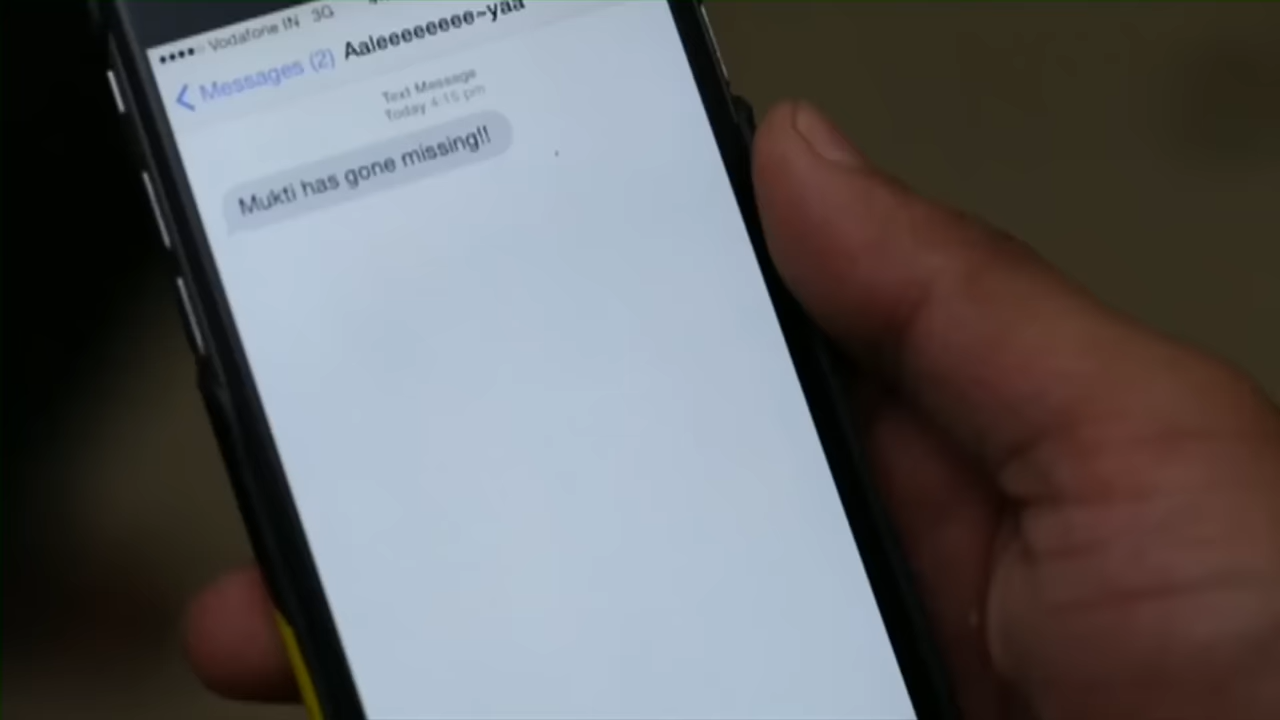 Vodafone IN 3G
Messages (2) Aaleeeeeeee~yaa
Text Message
Today 4:15 pm
Mukti has gone missing!!